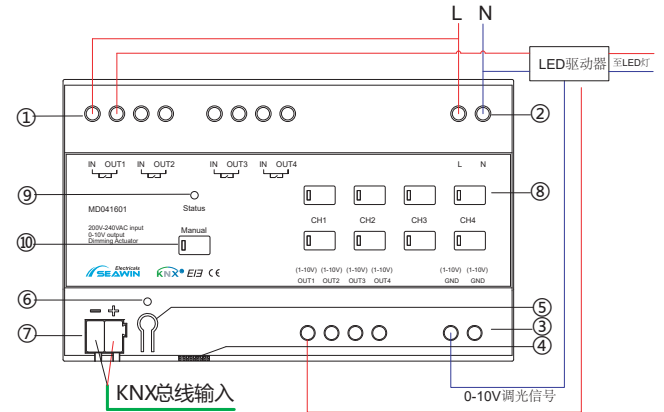 L N
LED驱动器 至LED灯
① ②
IN OUT1 IN OUT2 IN OUT3 IN OUT4 L N
⑨ ⑧
MD041601 Status
CH1 CH2 CH3 CH4
200V-240VAC input
0-10V output
Dimming Actuator
Manual
⑩
Electricals
SEAWIN KNX EIB CE
(1-10V) (1-10V) (1-10V) (1-10V) (1-10V) (1-10V)
OUT1 OUT2 OUT3 OUT4 GND GND
⑥ ⑤
− +
⑦ ③
④
KNX总线输入
0-10V调光信号